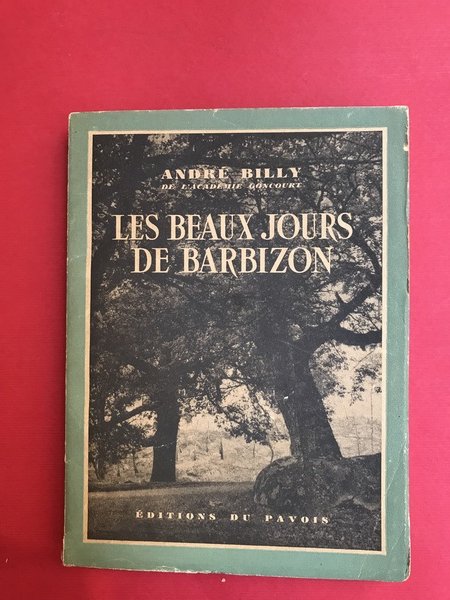 ANDRÉ BILLY
DE L'ACADÉMIE GONCOURT
LES BEAUX JOURS
DE BARBIZON
ÉDITIONS DU PAVOIS